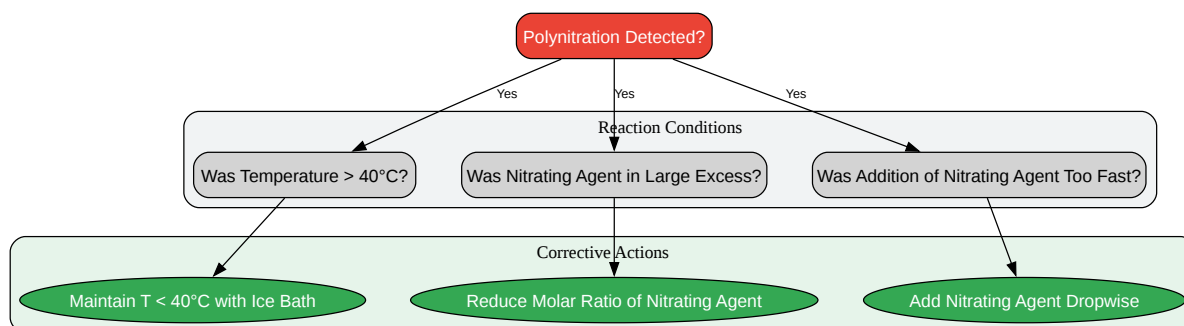 Polynitration Detected?
Yes
Yes
Yes
Reaction Conditions
Was Temperature > 40°C?
Was Nitrating Agent in Large Excess?
Was Addition of Nitrating Agent Too Fast?
Corrective Actions
Maintain T < 40°C with Ice Bath
Reduce Molar Ratio of Nitrating Agent
Add Nitrating Agent Dropwise